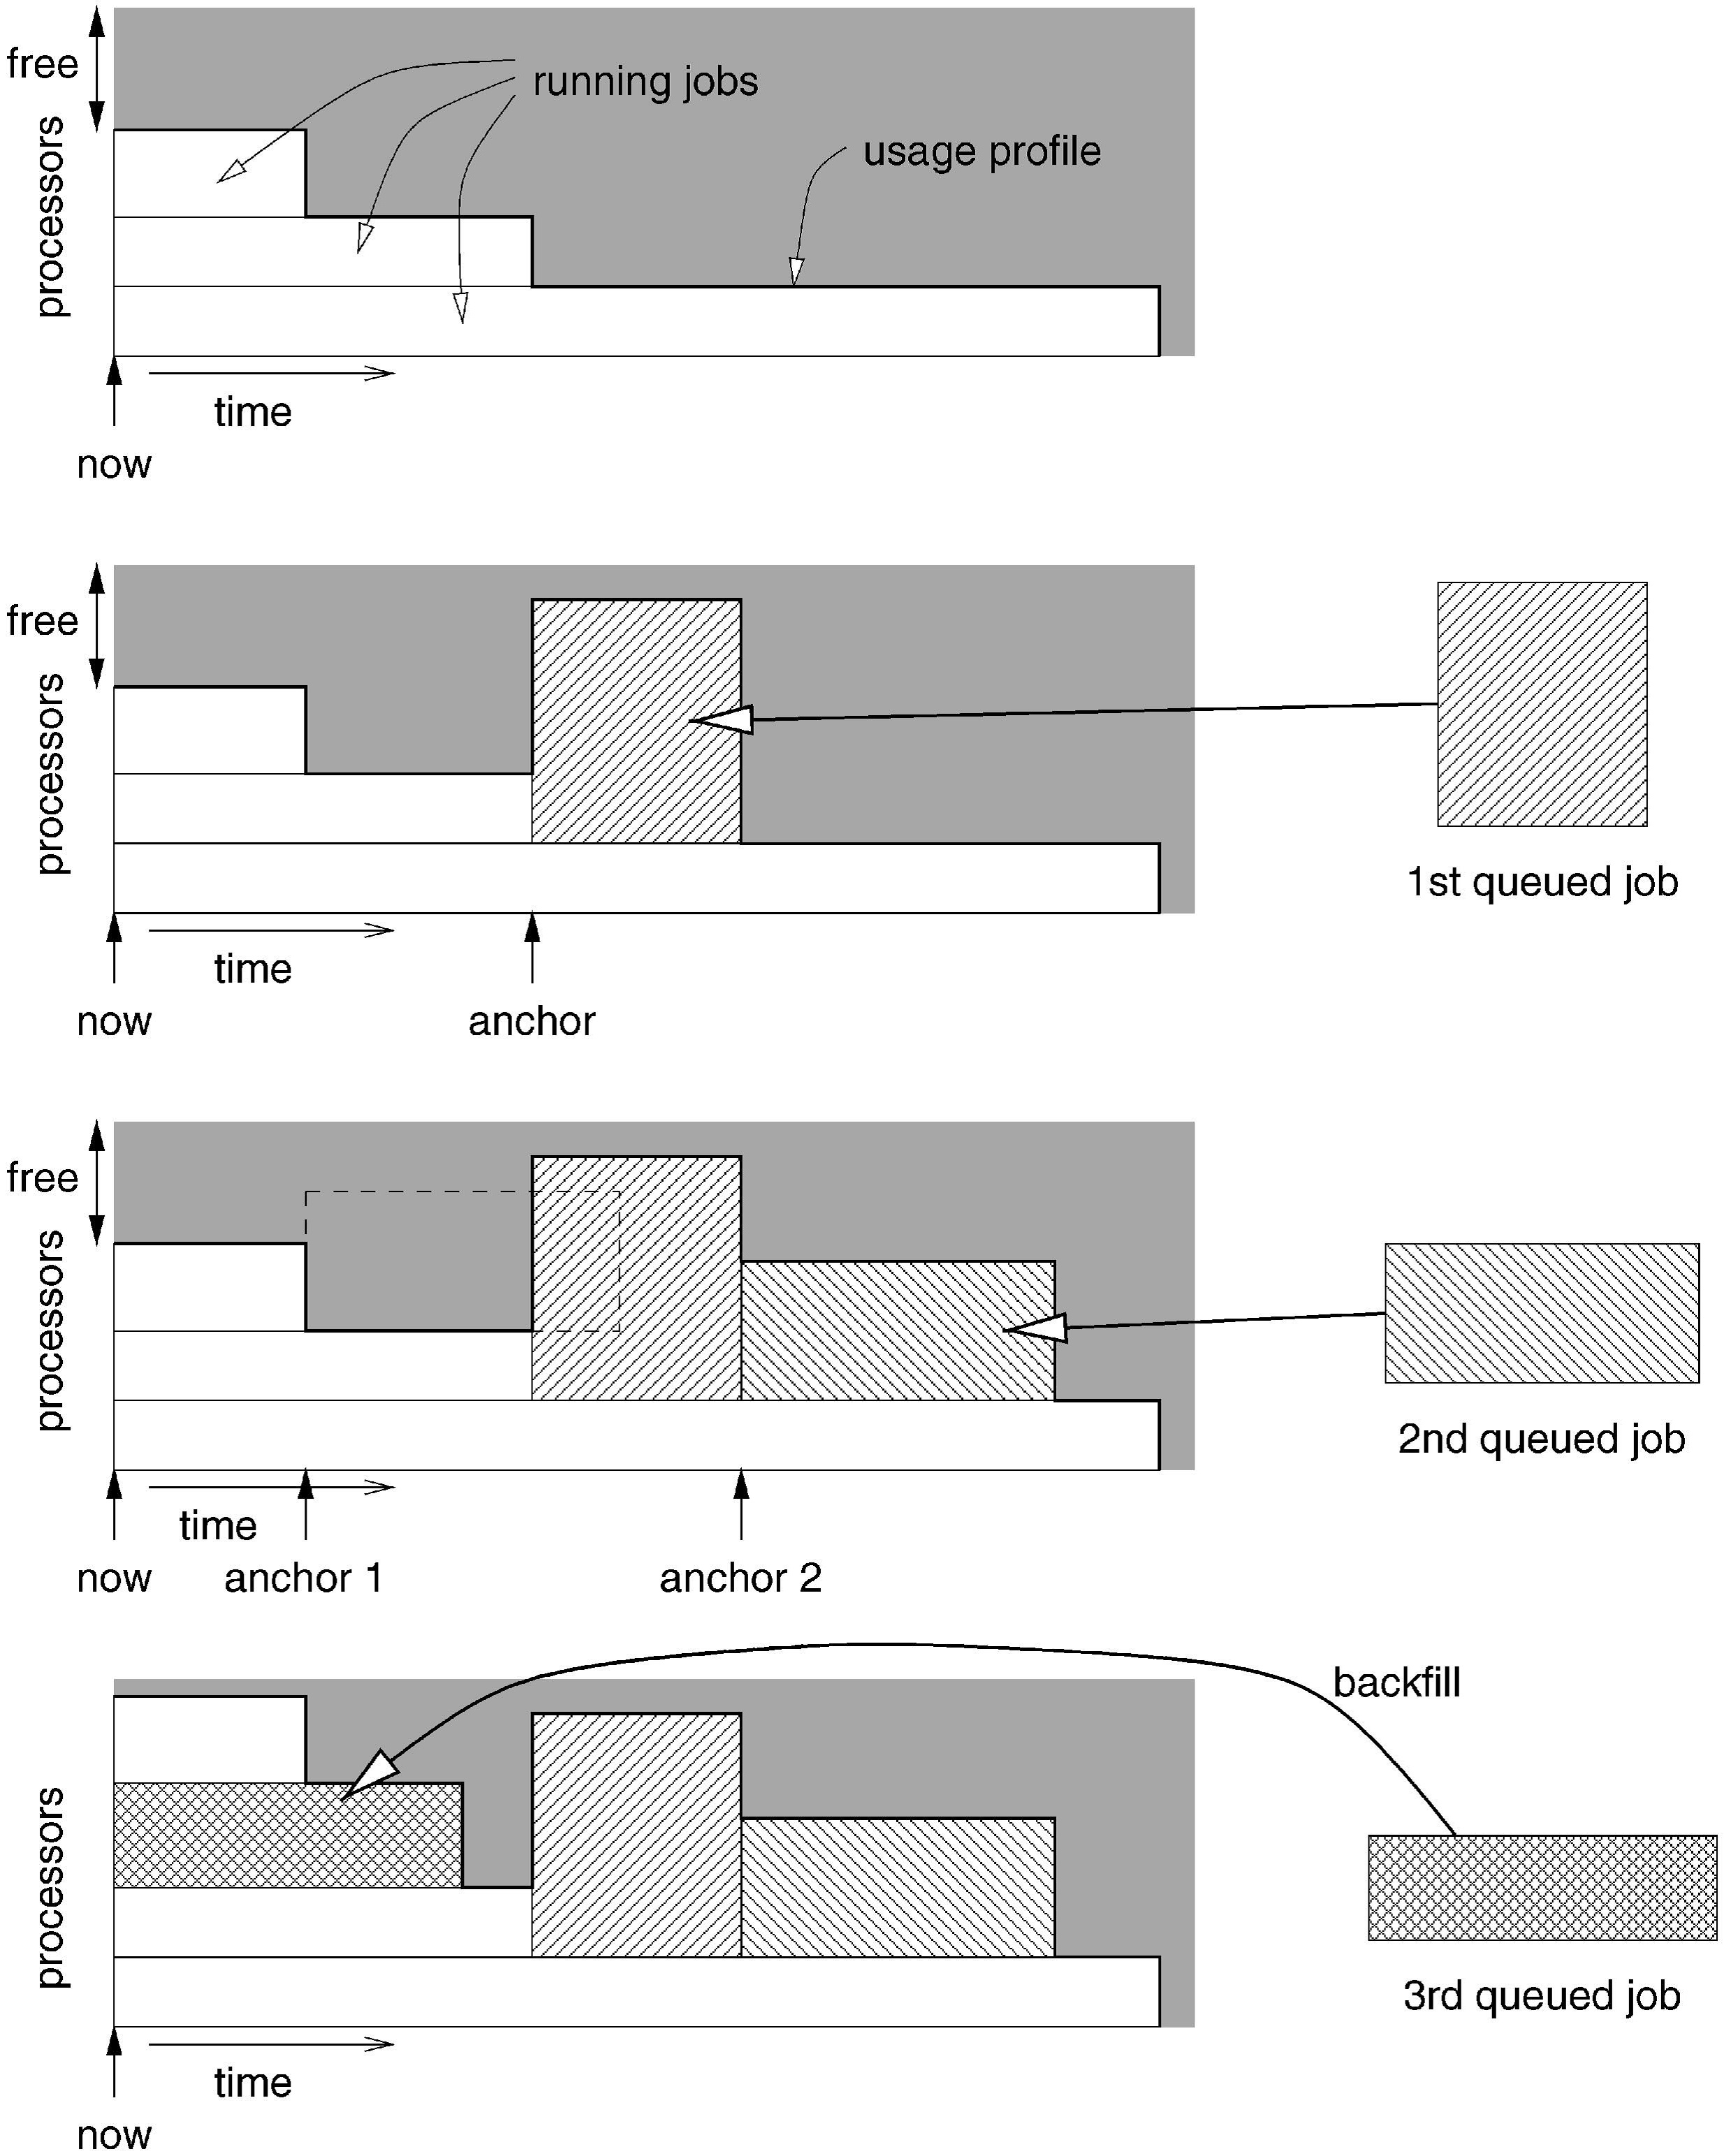 free
running jobs
usage profile
processors
time
now
free
processors
1st queued job
time
now
anchor
free
processors
2nd queued job
time
now
anchor 1
anchor 2
backfill
processors
3rd queued job
time
now